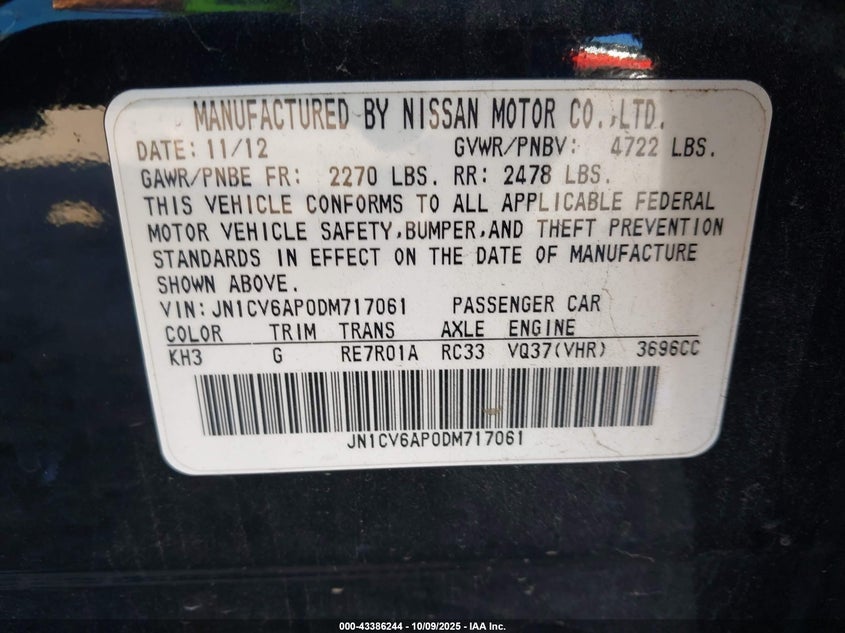 MANUFACTURED BY NISSAN MOTOR CO.,LTD.
DATE: 11/12 GVWR/PNBV: 4722 LBS.
GAWR/PNBE FR: 2270 LBS. RR: 2478 LBS.
THIS VEHICLE CONFORMS TO ALL APPLICABLE FEDERAL
MOTOR VEHICLE SAFETY,BUMPER,AND THEFT PREVENTION
STANDARDS IN EFFECT ON THE DATE OF MANUFACTURE
SHOWN ABOVE.
VIN: JN1CV6AP0DM717061 PASSENGER CAR
COLOR TRIM TRANS AXLE ENGINE
KH3 G RE7R01A RC33 VQ37(VHR) 3696CC
JN1CV6AP0DM717061
000-43386244 - 10/09/2025 - IAA Inc.